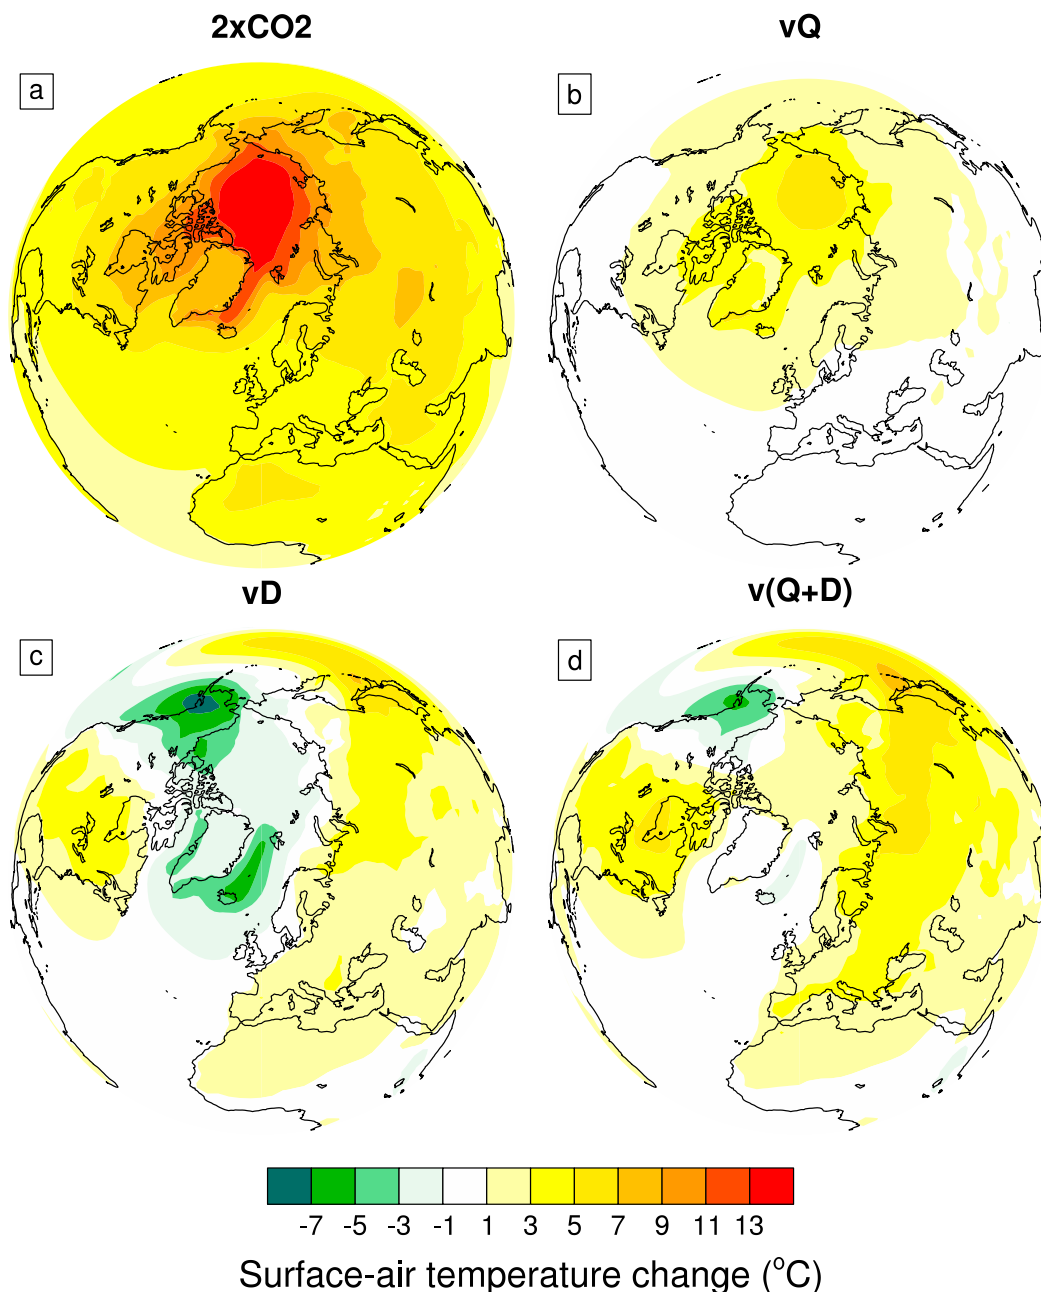 2xCO2 vQ
a b
vD v(Q+D)
c d
-7 -5 -3 -1 1 3 5 7 9 11 13
Surface-air temperature change (°C)